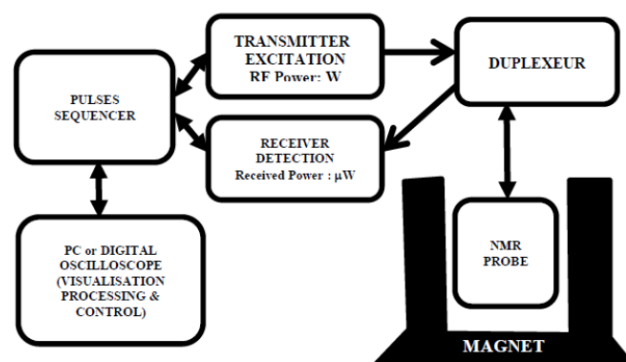 TRANSMITTER
EXCITATION
RF Power: W
DUPLEXEUR
PULSES
SEQUENCER
RECEIVER
DETECTION
Received Power : µW
PC or DIGITAL
OSCILLOSCOPE
(VISUALISATION
PROCESSING &
CONTROL)
NMR
PROBE
MAGNET